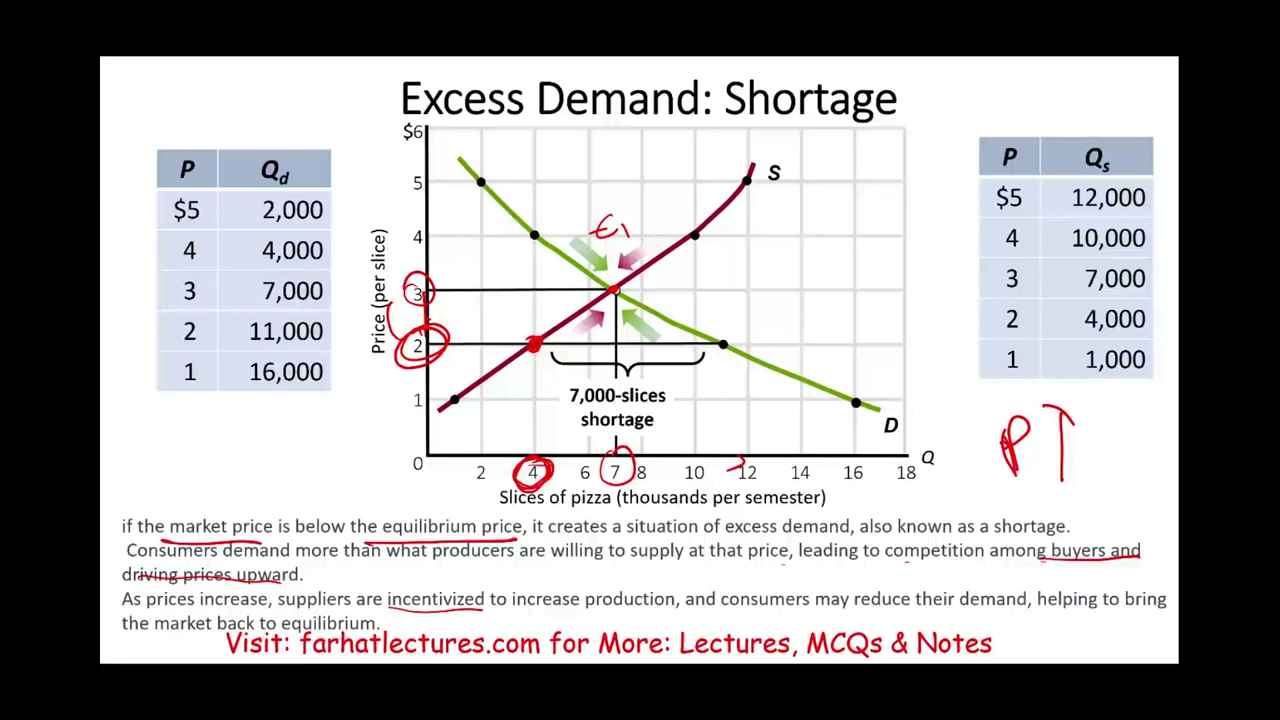 Excess Demand: Shortage
P Qd
$5 2,000
4 4,000
3 7,000
2 11,000
1 16,000
Price (per slice)
$6
5
4
3
2
1
0
S
E1
D
7,000-slices
shortage
2 4 6 7 8 10 12 14 16 18 Q
Slices of pizza (thousands per semester)
P Qs
$5 12,000
4 10,000
3 7,000
2 4,000
1 1,000
P
if the market price is below the equilibrium price, it creates a situation of excess demand, also known as a shortage.
Consumers demand more than what producers are willing to supply at that price, leading to competition among buyers and
driving prices upward.
As prices increase, suppliers are incentivized to increase production, and consumers may reduce their demand, helping to bring
the market back to equilibrium.
Visit: farhatlectures.com for More: Lectures, MCQs & Notes